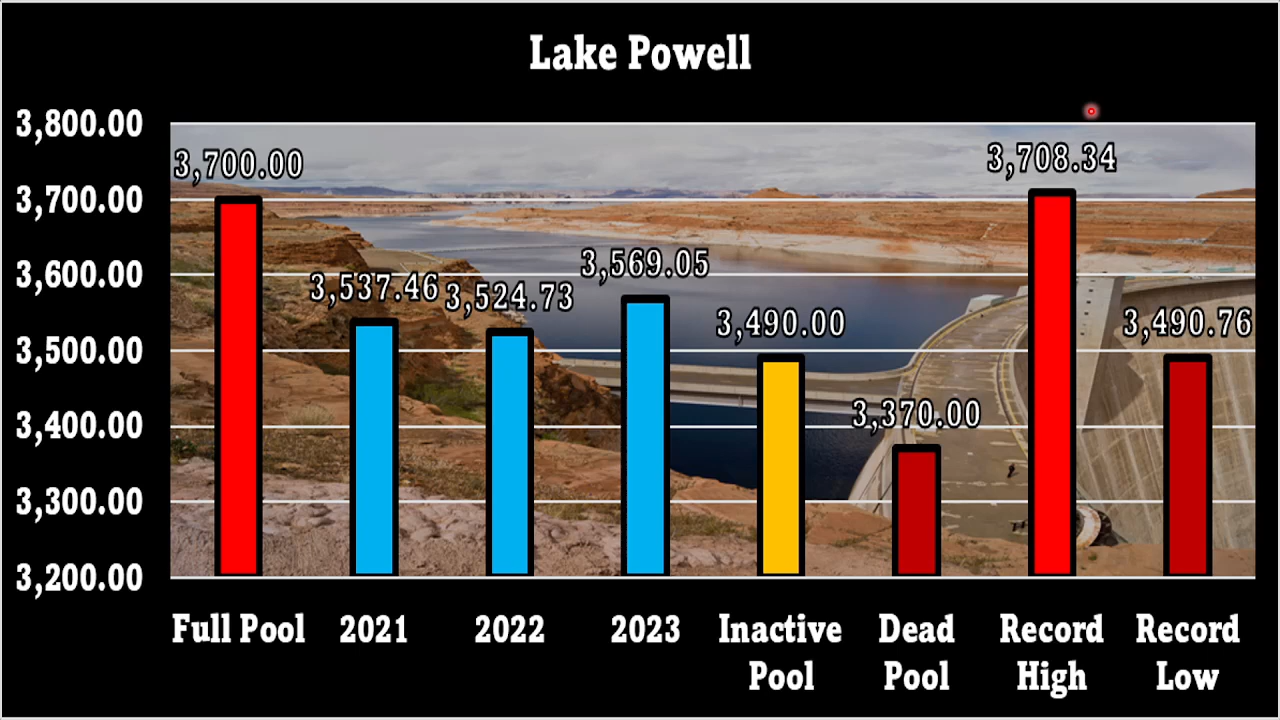 Lake Powell
3,800.00
3,700.00
3,600.00
3,500.00
3,400.00
3,300.00
3,200.00
3,700.00
3,537.46
3,524.73
3,569.05
3,490.00
3,370.00
3,708.34
3,490.76
Full Pool
2021
2022
2023
Inactive
Pool
Dead
Pool
Record
High
Record
Low